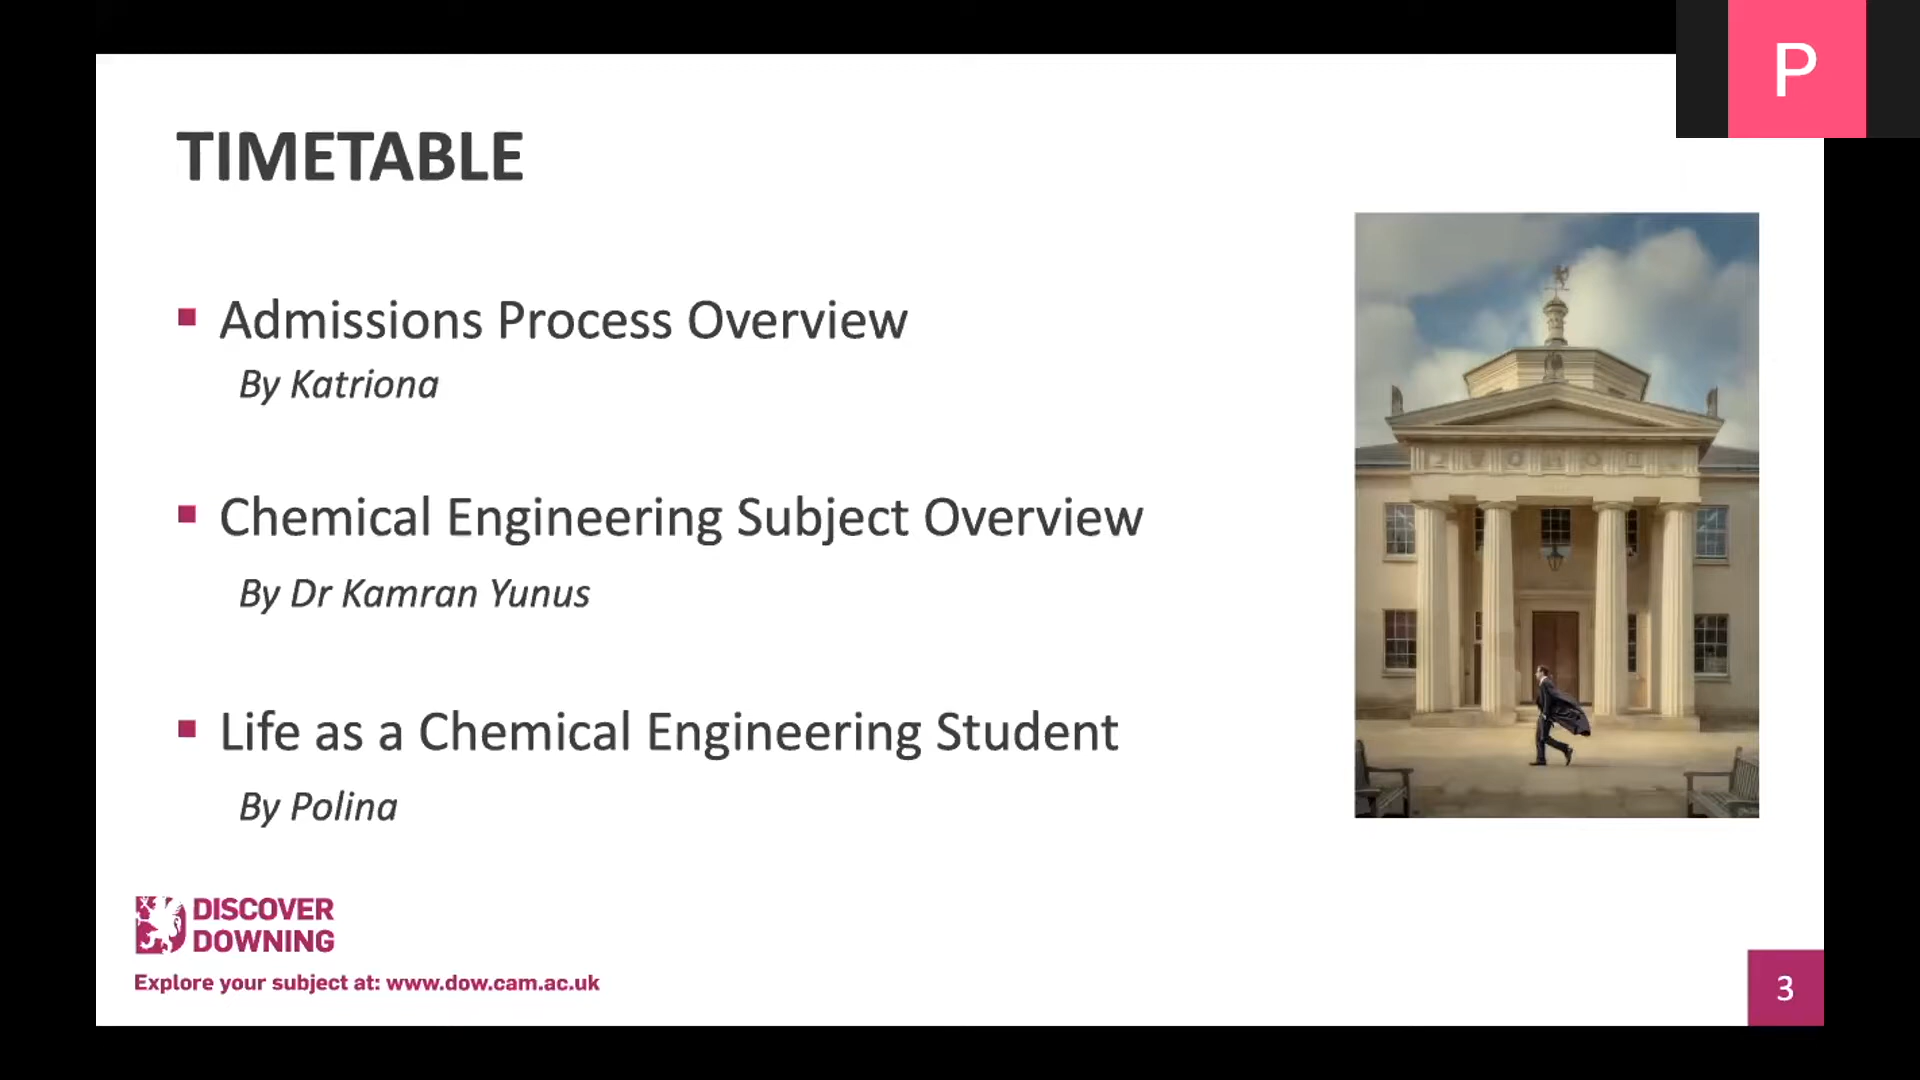 P
TIMETABLE
Admissions Process Overview
By Katriona
Chemical Engineering Subject Overview
By Dr Kamran Yunus
Life as a Chemical Engineering Student
By Polina
DISCOVER
DOWNING
Explore your subject at: www.dow.cam.ac.uk
3